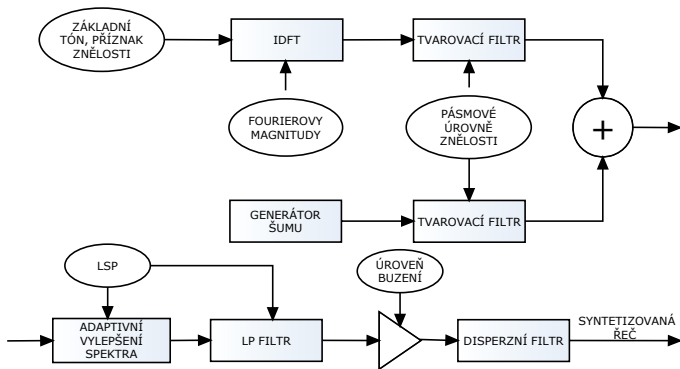 ZÁKLADNÍ
TÓN, PŘÍZNAK
ZNĚLOSTI
IDFT
TVAROVACÍ FILTR
FOURIEROVY
MAGNITUDY
PÁSMOVÉ
ÚROVNĚ
ZNĚLOSTI
+
GENERÁTOR
ŠUMU
TVAROVACÍ FILTR
LSP
ÚROVEŇ
BUZENÍ
ADAPTIVNÍ
VYLEPŠENÍ
SPEKTRA
LP FILTR
DISPERZNÍ FILTR
SYNTETIZOVANÁ
ŘEČ